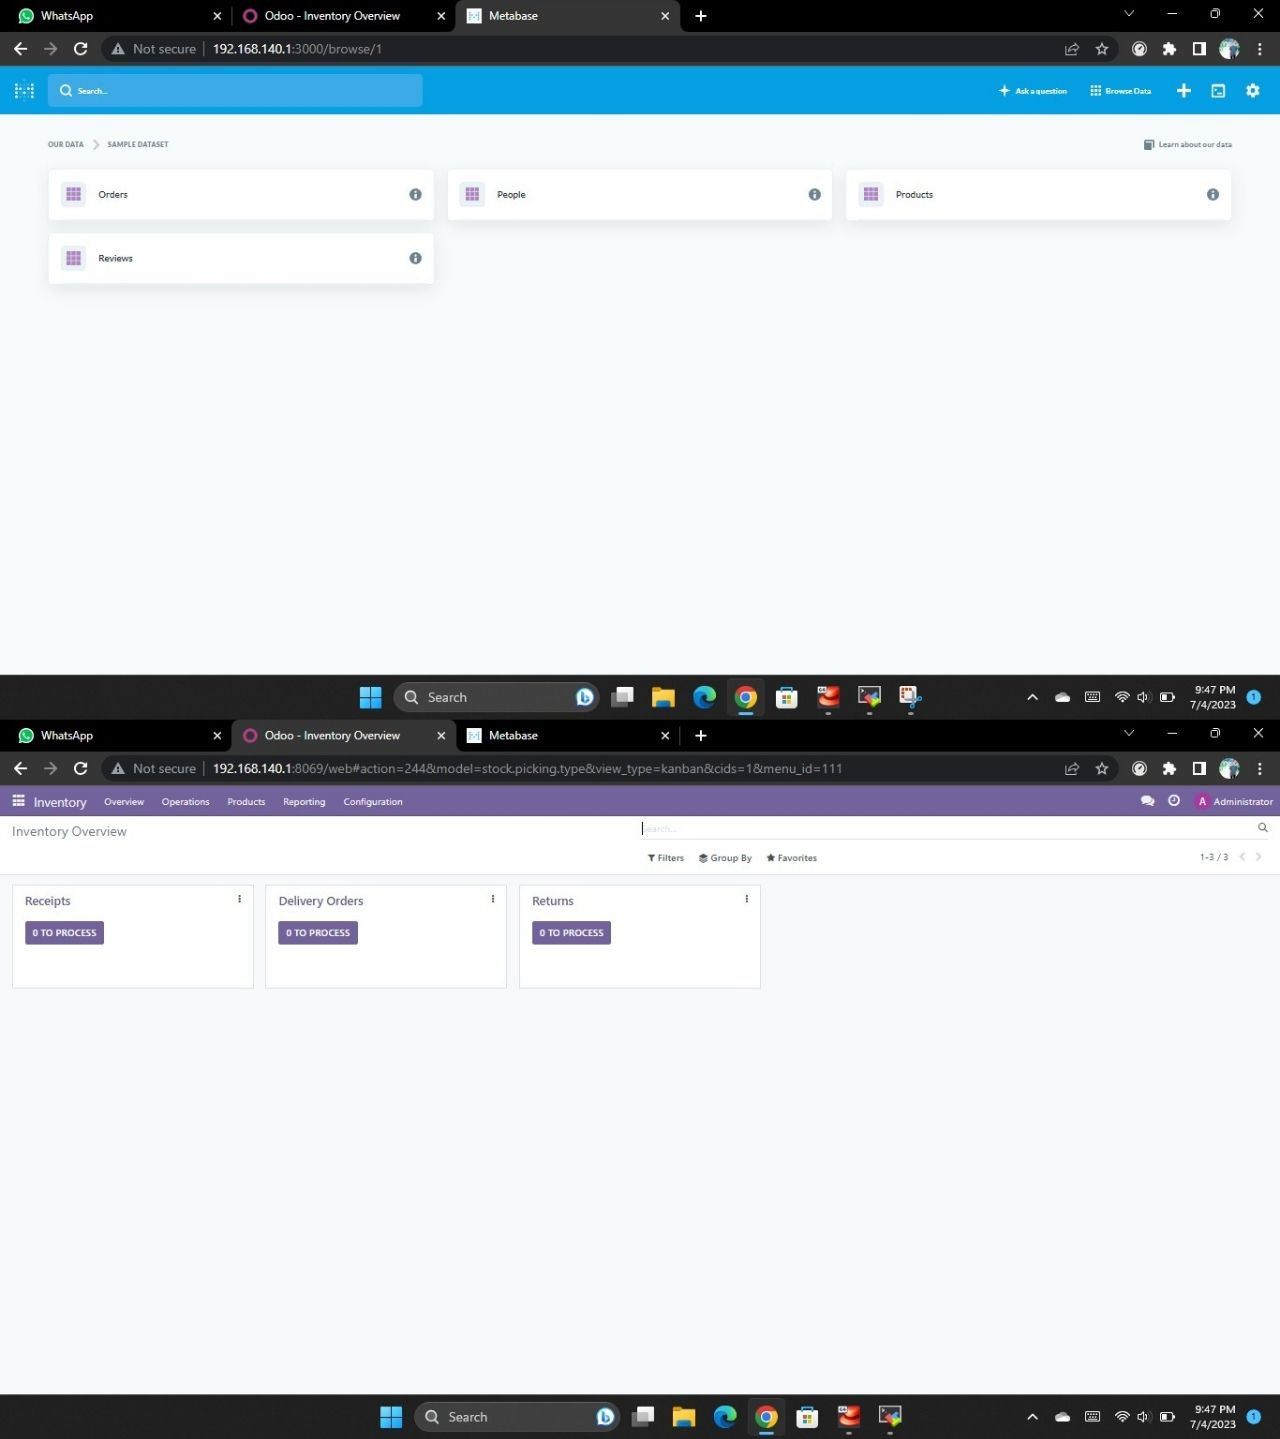 WhatsApp
Odoo - Inventory Overview
Metabase
Not secure
192.168.140.1:3000/browse/1
Search...
Ask a question
Browse Data
OUR DATA
SAMPLE DATASET
Learn about our data
Orders
People
Products
Reviews
Search
9:47 PM
7/4/2023
1
WhatsApp
Odoo - Inventory Overview
Metabase
Not secure
192.168.140.1:8069/web#action=244&model=stock.picking.type&view_type=kanban&cids=1&menu_id=111
Inventory
Overview
Operations
Products
Reporting
Configuration
A
Administrator
Inventory Overview
Search...
Filters
Group By
Favorites
1-3 / 3
Receipts
Delivery Orders
Returns
0 TO PROCESS
0 TO PROCESS
0 TO PROCESS
Search
9:47 PM
7/4/2023
1